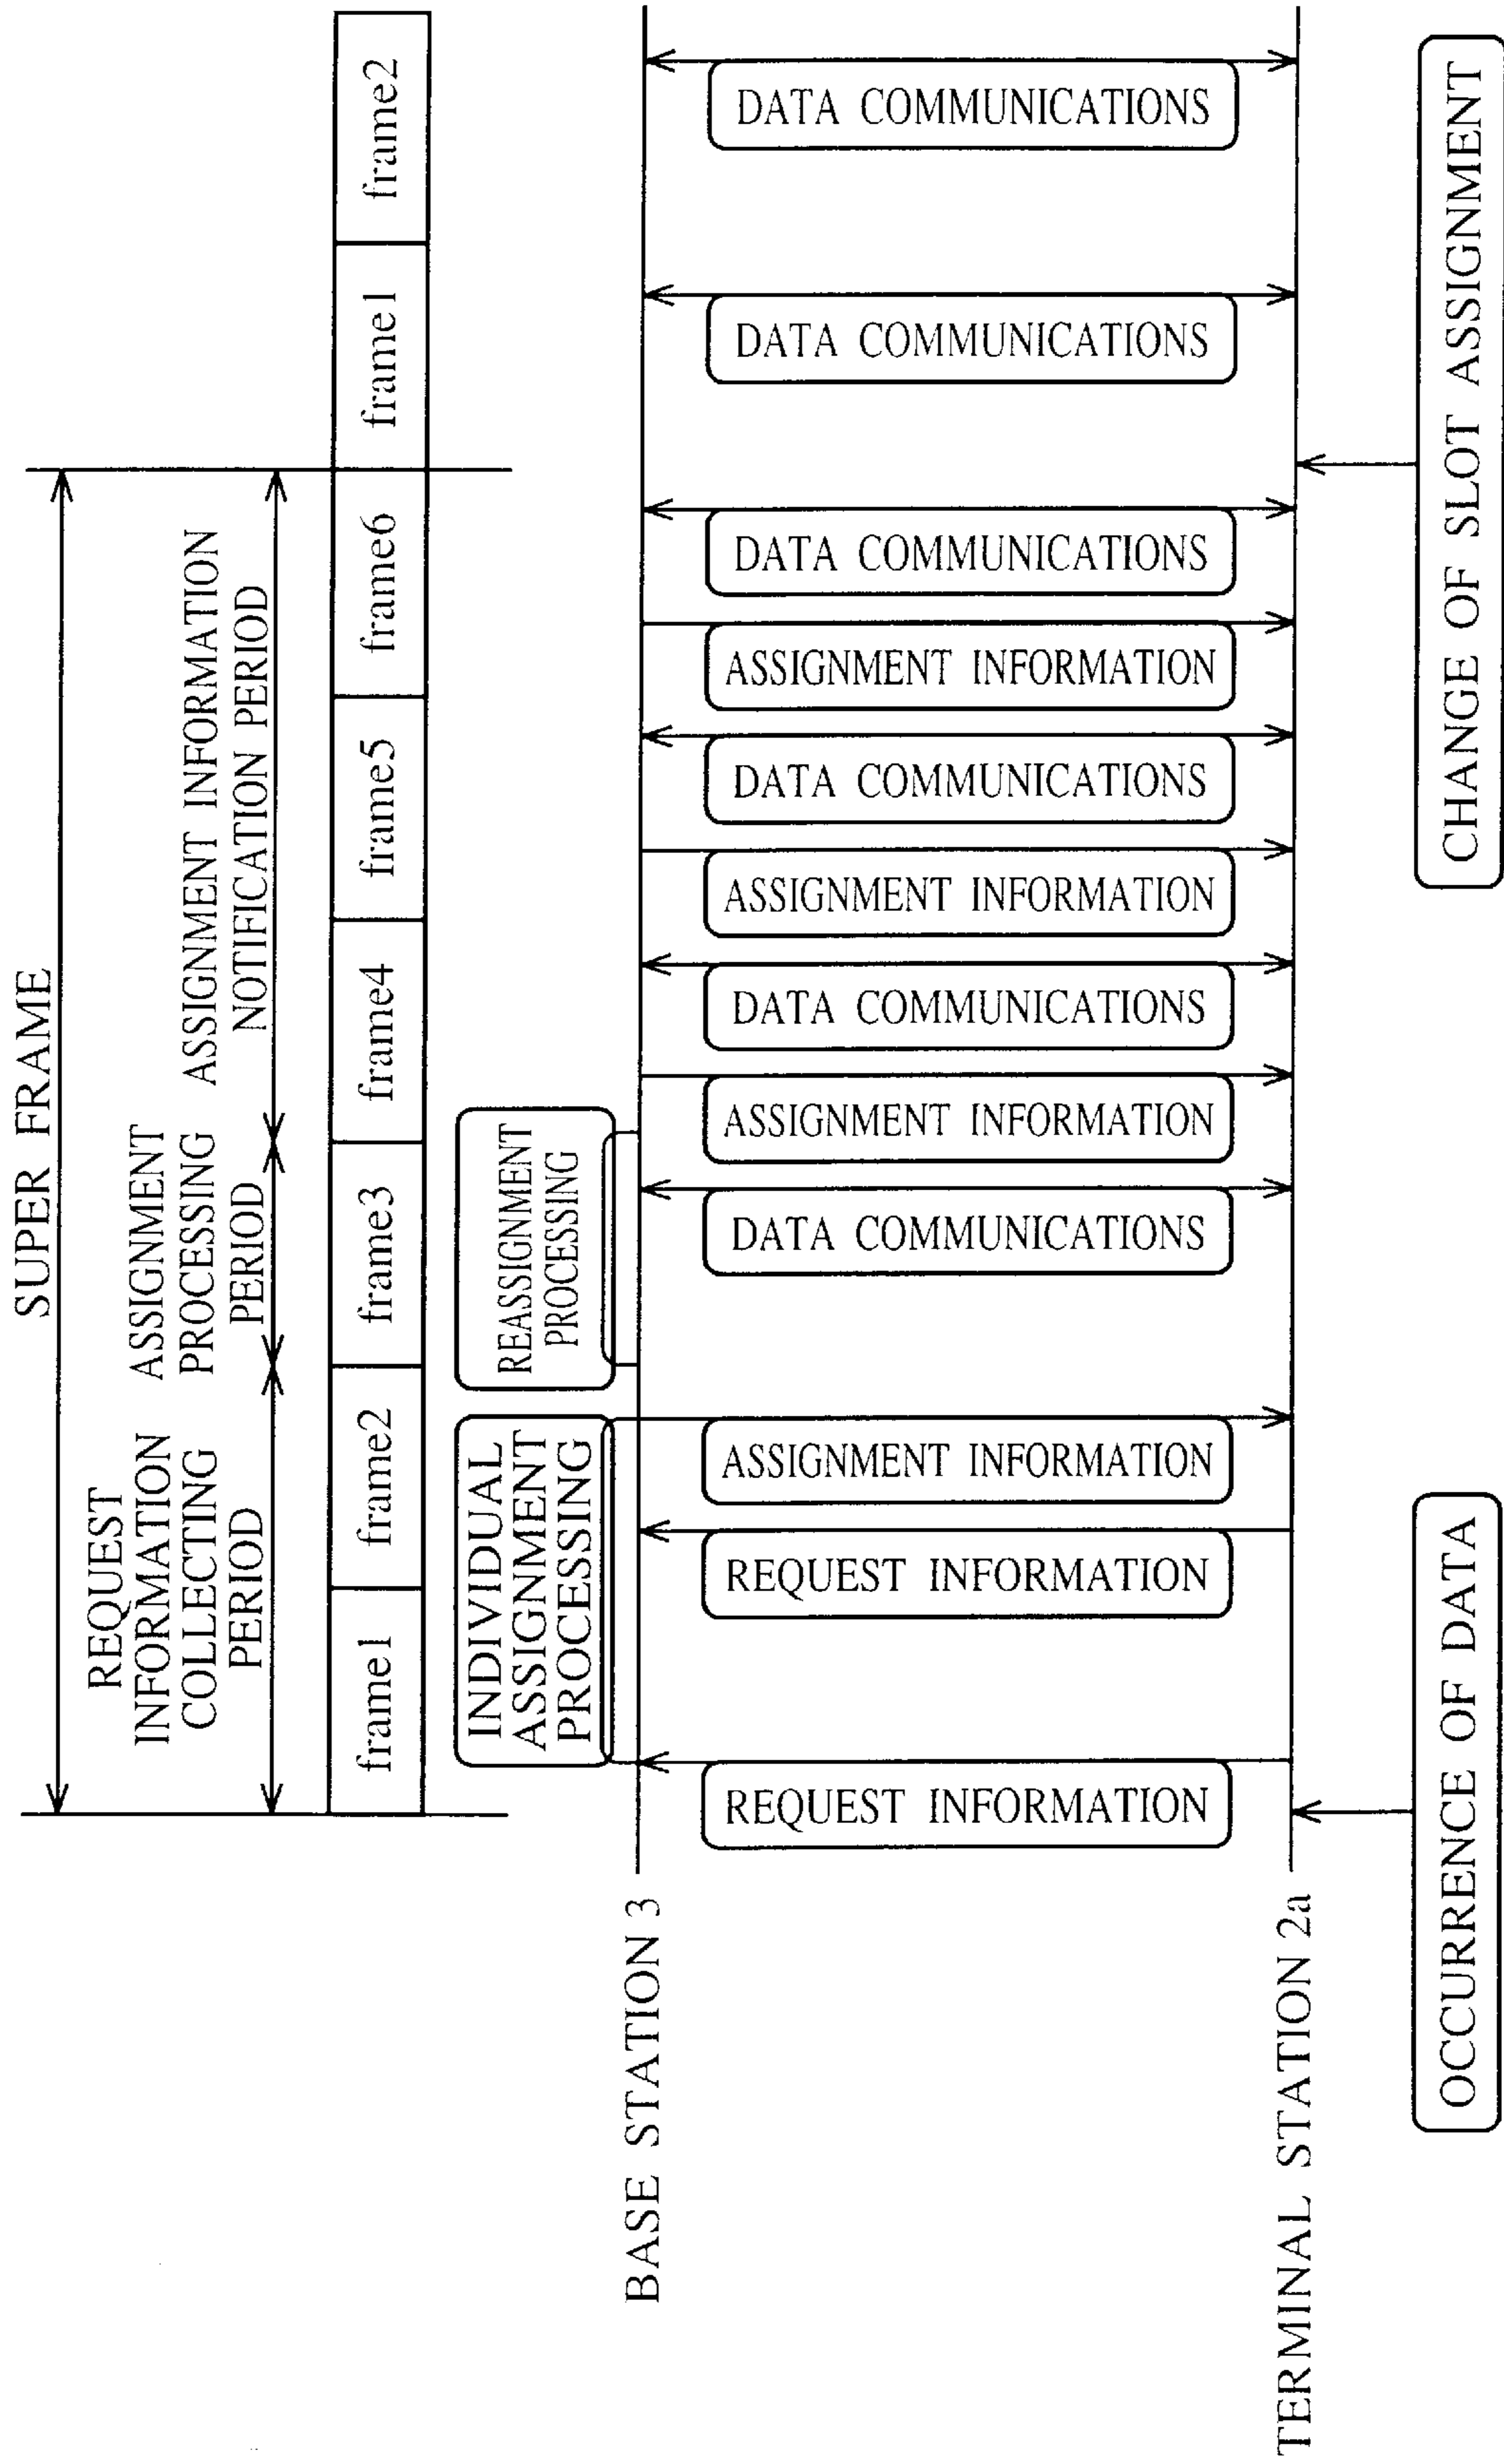 SUPER FRAME
REQUEST
INFORMATION
COLLECTING
PERIOD
ASSIGNMENT
PROCESSING
PERIOD
ASSIGNMENT INFORMATION
NOTIFICATION PERIOD
frame1
frame2
frame3
frame4
frame5
frame6
frame1
frame2
INDIVIDUAL
ASSIGNMENT
PROCESSING
REASSIGNMENT
PROCESSING
BASE STATION 3
REQUEST INFORMATION
REQUEST INFORMATION
ASSIGNMENT INFORMATION
DATA COMMUNICATIONS
ASSIGNMENT INFORMATION
DATA COMMUNICATIONS
ASSIGNMENT INFORMATION
DATA COMMUNICATIONS
ASSIGNMENT INFORMATION
DATA COMMUNICATIONS
DATA COMMUNICATIONS
DATA COMMUNICATIONS
TERMINAL STATION 2a
OCCURRENCE OF DATA
CHANGE OF SLOT ASSIGNMENT